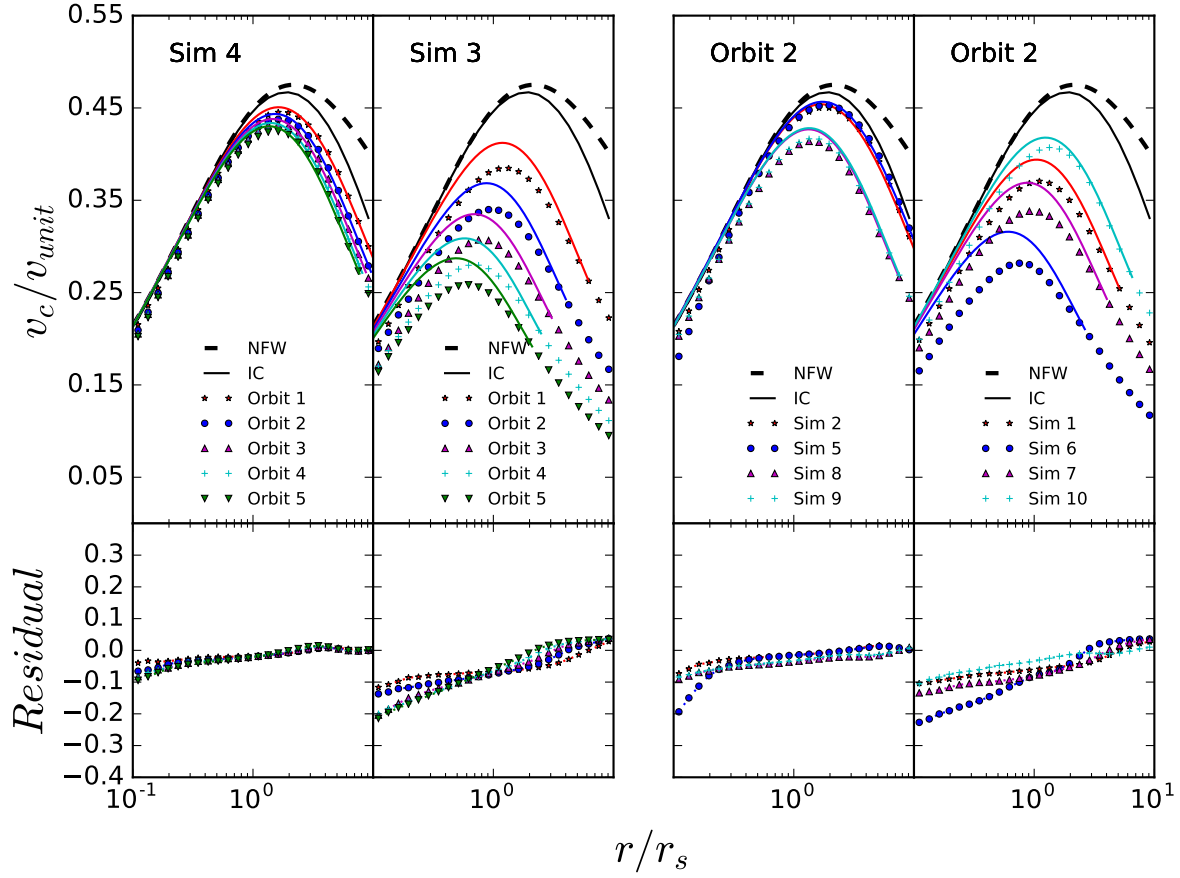 Sim 4
Sim 3
Orbit 2
Orbit 2
0.55
0.45
0.35
0.25
0.15
0.05
v_c/v_{unit}
NFW
IC
Orbit 1
Orbit 2
Orbit 3
Orbit 4
Orbit 5
NFW
IC
Orbit 1
Orbit 2
Orbit 3
Orbit 4
Orbit 5
NFW
IC
Sim 2
Sim 5
Sim 8
Sim 9
NFW
IC
Sim 1
Sim 6
Sim 7
Sim 10
0.3
0.2
0.1
0.0
−0.1
−0.2
−0.3
−0.4
Residual
10^{-1}
10^0
10^0
10^0
10^0
10^1
r/r_s